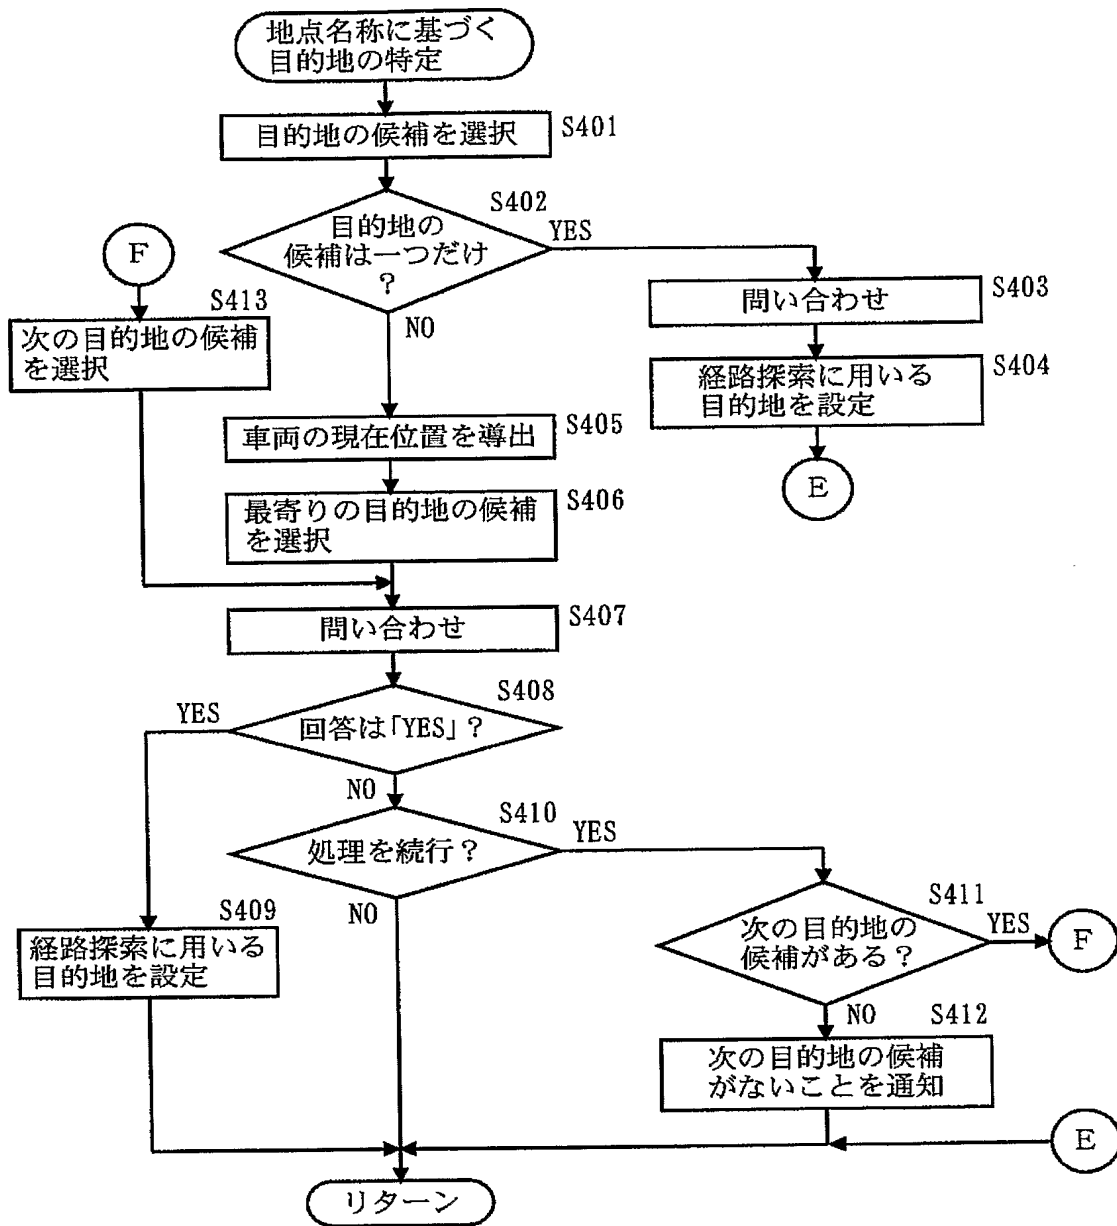 地点名称に基づく
目的地の特定
目的地の候補を選択
S401
S402
目的地の
候補は一つだけ
？
YES
NO
F
S413
次の目的地の候補
を選択
問い合わせ
S403
経路探索に用いる
目的地を設定
S404
E
車両の現在位置を導出
S405
最寄りの目的地の候補
を選択
S406
問い合わせ
S407
S408
YES
回答は「YES」？
NO
S410
処理を続行？
YES
NO
S411
次の目的地の
候補がある？
YES
F
S409
経路探索に用いる
目的地を設定
NO
S412
次の目的地の候補
がないことを通知
E
リターン